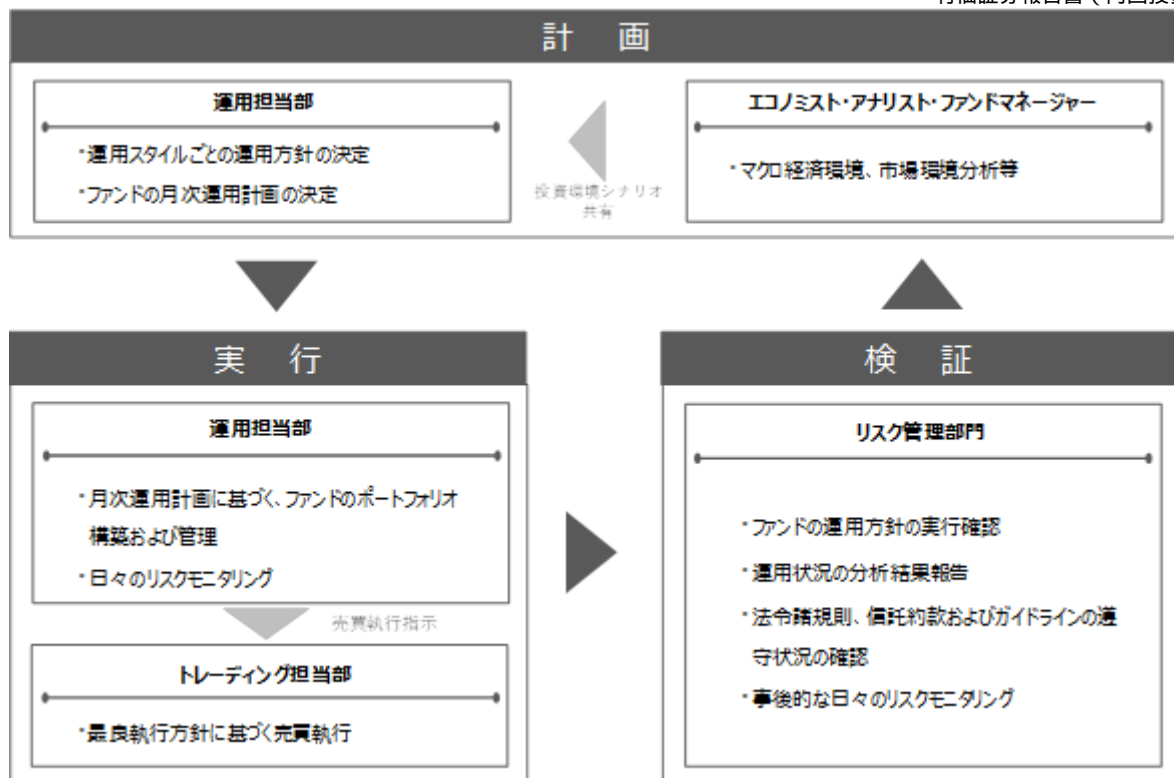 計 画
運用担当部
・運用スタイルごとの運用方針の決定
・ファンドの月次運用計画の決定
投資環境シナリオ
共有
エコノミスト・アナリスト・ファンドマネージャー
・マクロ経済環境、市場環境分析等
実 行
運用担当部
・月次運用計画に基づく、ファンドのポートフォリオ
構築および管理
・日々のリスクモニタリング
売買執行指示
トレーディング担当部
・最良執行方針に基づく売買執行
検 証
リスク管理部門
・ファンドの運用方針の実行確認
・運用状況の分析結果報告
・法令諸規則、信託約款およびガイドラインの遵
守状況の確認
・事後的な日々のリスクモニタリング